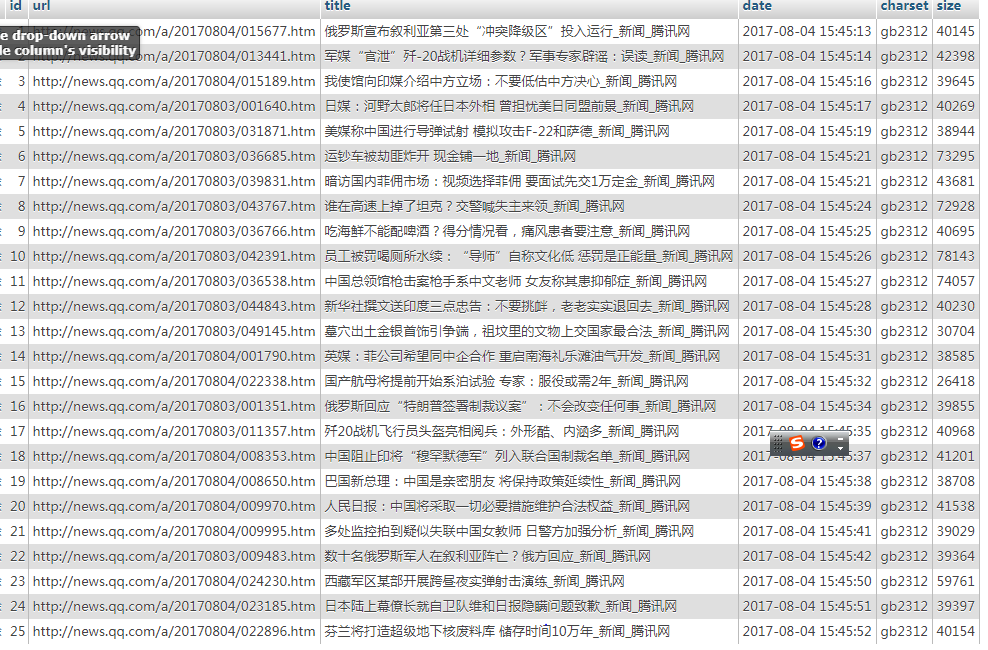 id url title date charset size
e drop-down arrow
le column's visibility
om/a/20170804/015677.htm 俄罗斯宣布叙利亚第三处“冲突降级区”投入运行_新闻_腾讯网 2017-08-04 15:45:13 gb2312 40145
/20170804/013441.htm 军媒“官泄”歼-20战机详细参数？军事专家辟谣：误读_新闻_腾讯网 2017-08-04 15:45:14 gb2312 42398
3 http://news.qq.com/a/20170804/015189.htm 我使馆向印媒介绍中方立场：不要低估中方决心_新闻_腾讯网 2017-08-04 15:45:16 gb2312 39645
4 http://news.qq.com/a/20170804/001640.htm 日媒：河野太郎将任日本外相 曾担忧美日同盟前景_新闻_腾讯网 2017-08-04 15:45:17 gb2312 40269
5 http://news.qq.com/a/20170803/031871.htm 美媒称中国进行导弹试射 模拟攻击F-22和萨德_新闻_腾讯网 2017-08-04 15:45:19 gb2312 38944
6 http://news.qq.com/a/20170803/036685.htm 运钞车被劫匪炸开 现金铺一地_新闻_腾讯网 2017-08-04 15:45:21 gb2312 73295
7 http://news.qq.com/a/20170803/039831.htm 暗访国内菲佣市场：视频选择菲佣 要面试先交1万定金_新闻_腾讯网 2017-08-04 15:45:21 gb2312 43681
8 http://news.qq.com/a/20170803/043767.htm 谁在高速上掉了坦克？交警喊失主来领_新闻_腾讯网 2017-08-04 15:45:24 gb2312 72928
9 http://news.qq.com/a/20170803/036766.htm 吃海鲜不能配啤酒？得分情况看，痛风患者要注意_新闻_腾讯网 2017-08-04 15:45:25 gb2312 40695
10 http://news.qq.com/a/20170803/042391.htm 员工被罚喝厕所水续：“导师”自称文化低 惩罚是正能量_新闻_腾讯网 2017-08-04 15:45:26 gb2312 78143
11 http://news.qq.com/a/20170803/036538.htm 中国总领馆枪击案枪手系中文老师 女友称其患抑郁症_新闻_腾讯网 2017-08-04 15:45:27 gb2312 74057
12 http://news.qq.com/a/20170803/044843.htm 新华社撰文送印度三点忠告：不要挑衅，老老实实退回去_新闻_腾讯网 2017-08-04 15:45:28 gb2312 40230
13 http://news.qq.com/a/20170803/049145.htm 墓穴出土金银首饰引争端，祖坟里的文物上交国家最合法_新闻_腾讯网 2017-08-04 15:45:30 gb2312 30704
14 http://news.qq.com/a/20170804/001790.htm 英媒：菲公司希望同中企合作 重启南海礼乐滩油气开发_新闻_腾讯网 2017-08-04 15:45:31 gb2312 38585
15 http://news.qq.com/a/20170804/022338.htm 国产航母将提前开始系泊试验 专家：服役或需2年_新闻_腾讯网 2017-08-04 15:45:32 gb2312 26418
16 http://news.qq.com/a/20170803/001351.htm 俄罗斯回应“特朗普签署制裁议案”：不会改变任何事_新闻_腾讯网 2017-08-04 15:45:34 gb2312 39855
17 http://news.qq.com/a/20170803/011357.htm 歼20战机飞行员头盔亮相阅兵：外形酷、内涵多_新闻_腾讯网 2017-08-04 15:45:35 gb2312 40968
18 http://news.qq.com/a/20170804/008353.htm 中国阻止印将“穆罕默德军”列入联合国制裁名单_新闻_腾讯网 2017-08-04 15:45:37 gb2312 41201
19 http://news.qq.com/a/20170804/008650.htm 巴国新总理：中国是亲密朋友 将保持政策延续性_新闻_腾讯网 2017-08-04 15:45:38 gb2312 38708
20 http://news.qq.com/a/20170804/009970.htm 人民日报：中国将采取一切必要措施维护合法权益_新闻_腾讯网 2017-08-04 15:45:39 gb2312 41538
21 http://news.qq.com/a/20170804/009995.htm 多处监控拍到疑似失联中国女教师 日警方加强分析_新闻_腾讯网 2017-08-04 15:45:41 gb2312 39029
22 http://news.qq.com/a/20170803/009483.htm 数十名俄罗斯军人在叙利亚阵亡？俄方回应_新闻_腾讯网 2017-08-04 15:45:42 gb2312 39364
23 http://news.qq.com/a/20170804/024230.htm 西藏军区某部开展跨昼夜实弹射击演练_新闻_腾讯网 2017-08-04 15:45:50 gb2312 59761
24 http://news.qq.com/a/20170804/023185.htm 日本陆上幕僚长就自卫队维和日报隐瞒问题致歉_新闻_腾讯网 2017-08-04 15:45:51 gb2312 39397
25 http://news.qq.com/a/20170804/022896.htm 芬兰将打造超级地下核废料库 储存时间10万年_新闻_腾讯网 2017-08-04 15:45:52 gb2312 40154